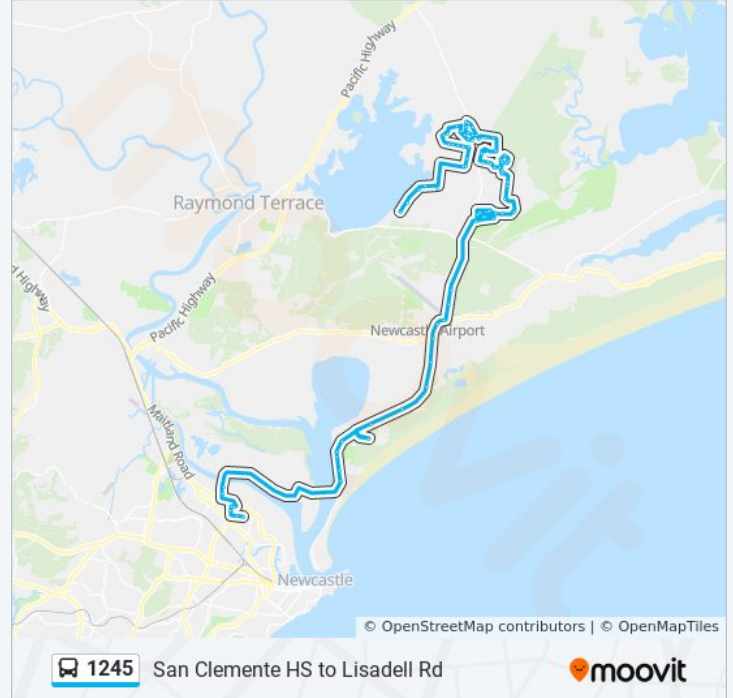 Pacific Highway
Raymond Terrace
d Highway
Pacific Highway
Newcastle Airport
Maitland Road
Newcastle
© OpenStreetMap contributors | © OpenMapTiles
1245 San Clemente HS to Lisadell Rd
moovit